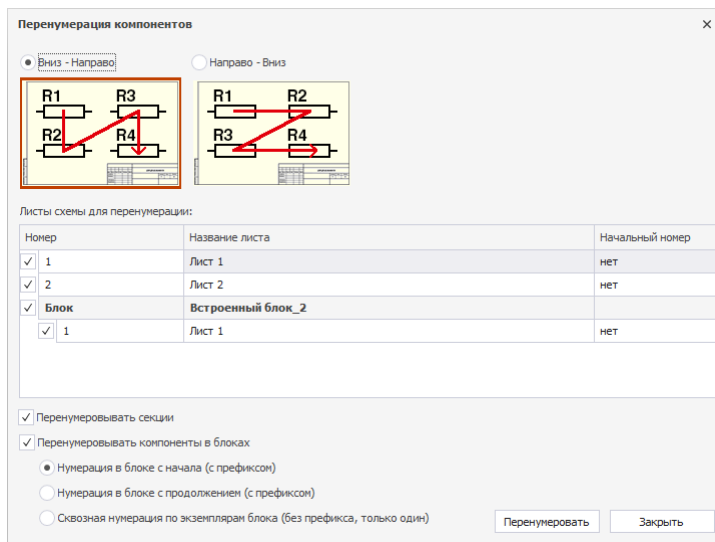 Перенумерация компонентов
Вниз - Направо
Направо - Вниз
R1 R3
R2 R4
R1 R2
R3 R4
Листы схемы для перенумерации:
Номер Название листа Начальный номер
1 Лист 1 нет
2 Лист 2 нет
Блок Встроенный блок_2
1 Лист 1 нет
Перенумеровывать секции
Перенумеровывать компоненты в блоках
Нумерация в блоке с начала (с префиксом)
Нумерация в блоке с продолжением (с префиксом)
Сквозная нумерация по экземплярам блока (без префикса, только один)
Перенумеровать Закрыть